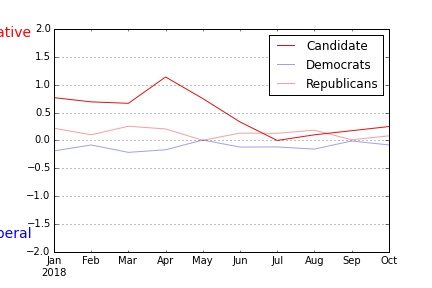 ative
2.0
1.5
1.0
0.5
0.0
−0.5
−1.0
−1.5
−2.0
beral
Candidate
Democrats
Republicans
Jan Feb Mar Apr May Jun Jul Aug Sep Oct
2018